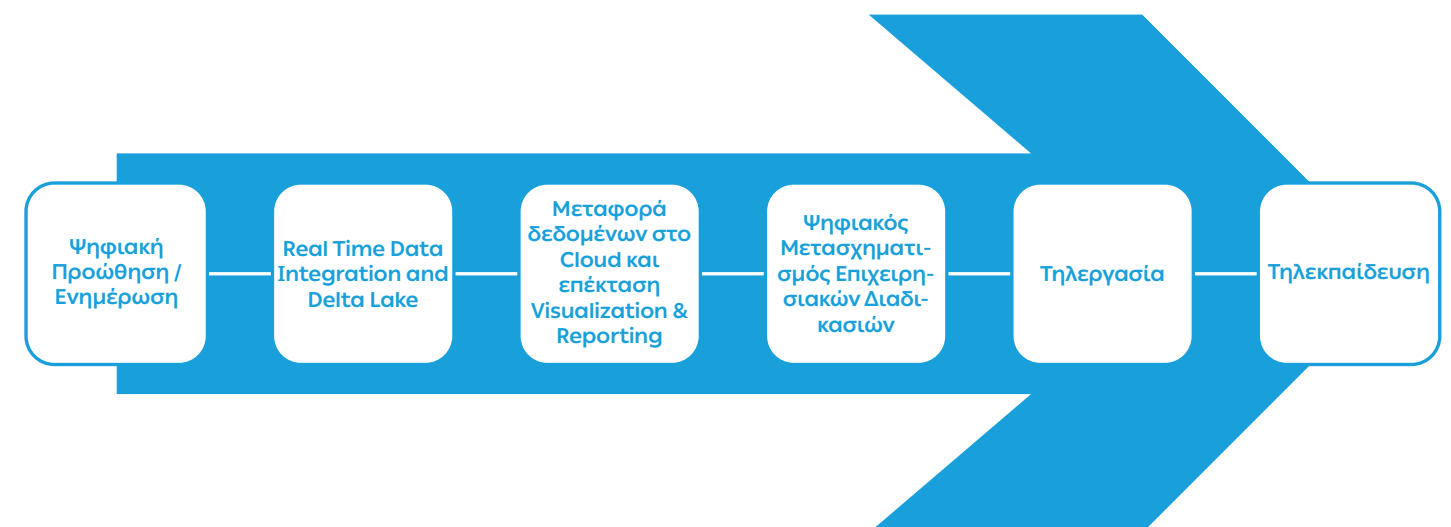 Ψηφιακή
Προώθηση /
Ενημέρωση
Real Time Data
Integration and
Delta Lake
Μεταφορά
δεδομένων στο
Cloud και
επέκταση
Visualization &
Reporting
Ψηφιακός
Μετασχηματι-
σμός Επιχειρη-
σιακών Διαδι-
κασιών
Τηλεργασία
Τηλεκπαίδευση